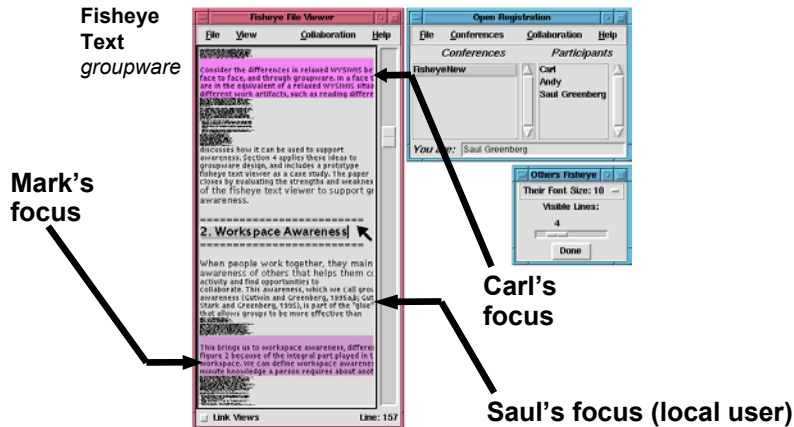 Fisheye
Text
groupware
Fisheye File Viewer
File View Collaboration Help
Consider the differences in relaxed WYSIWIS be
face to face, and through groupware. In a face t
are in the equivalent of a relaxed WYSIWIS situa
different work artifacts, such as reading differe
discusses how it can be used to support
awareness. Section 4 applies these ideas to
groupware design, and includes a prototype
fisheye text viewer as a case study. The paper
closes by evaluating the strengths and weaknes
of the fisheye text viewer to support gr
awareness.
===========================
2. Workspace Awareness
===========================
When people work together, they main
awareness of others that helps them co
activity and find opportunities to
collaborate. This awareness, which we call grou
awareness (Gutwin and Greenberg, 1995a,b; Gut
Stark and Greenberg, 1995), is part of the "glue"
that allows groups to be more effective than
This brings us to workspace awareness, differen
figure 2 because of the integral part played in t
workspace. We can define workspace awarenes
minute knowledge a person requires about anot
Link Views Line: 157
Open Registration
File Conferences Collaboration Help
Conferences Participants
FisheyeNew
Carl
Andy
Saul Greenberg
You are: Saul Greenberg
Others Fisheye
Their Font Size: 10
Visible Lines:
4
Done
Mark's
focus
Carl's
focus
Saul's focus (local user)